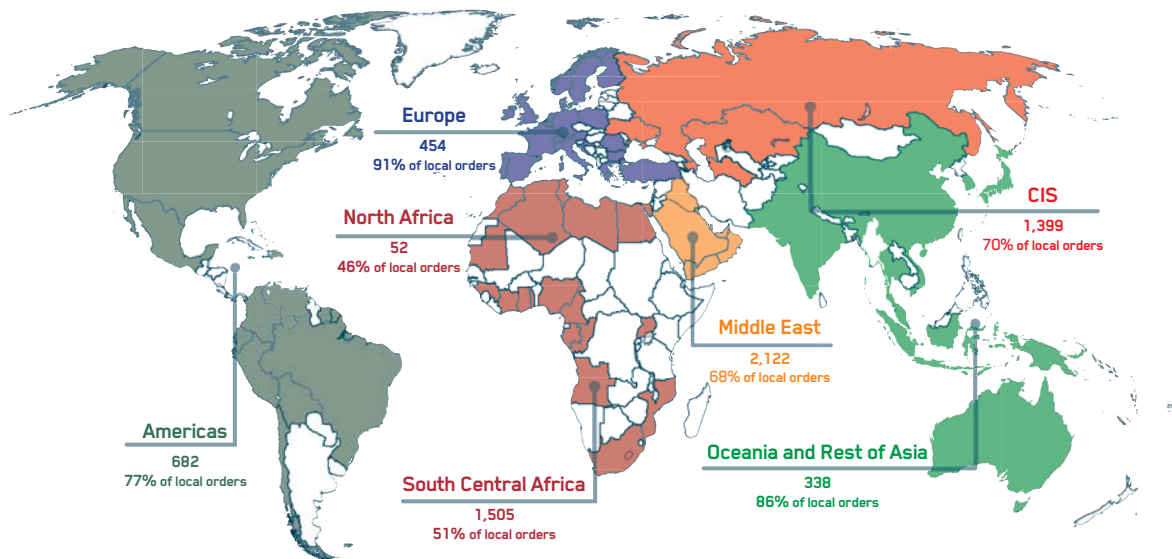 Europe
454
91% of local orders
North Africa
52
46% of local orders
CIS
1,399
70% of local orders
Middle East
2,122
68% of local orders
Americas
682
77% of local orders
South Central Africa
1,505
51% of local orders
Oceania and Rest of Asia
338
86% of local orders